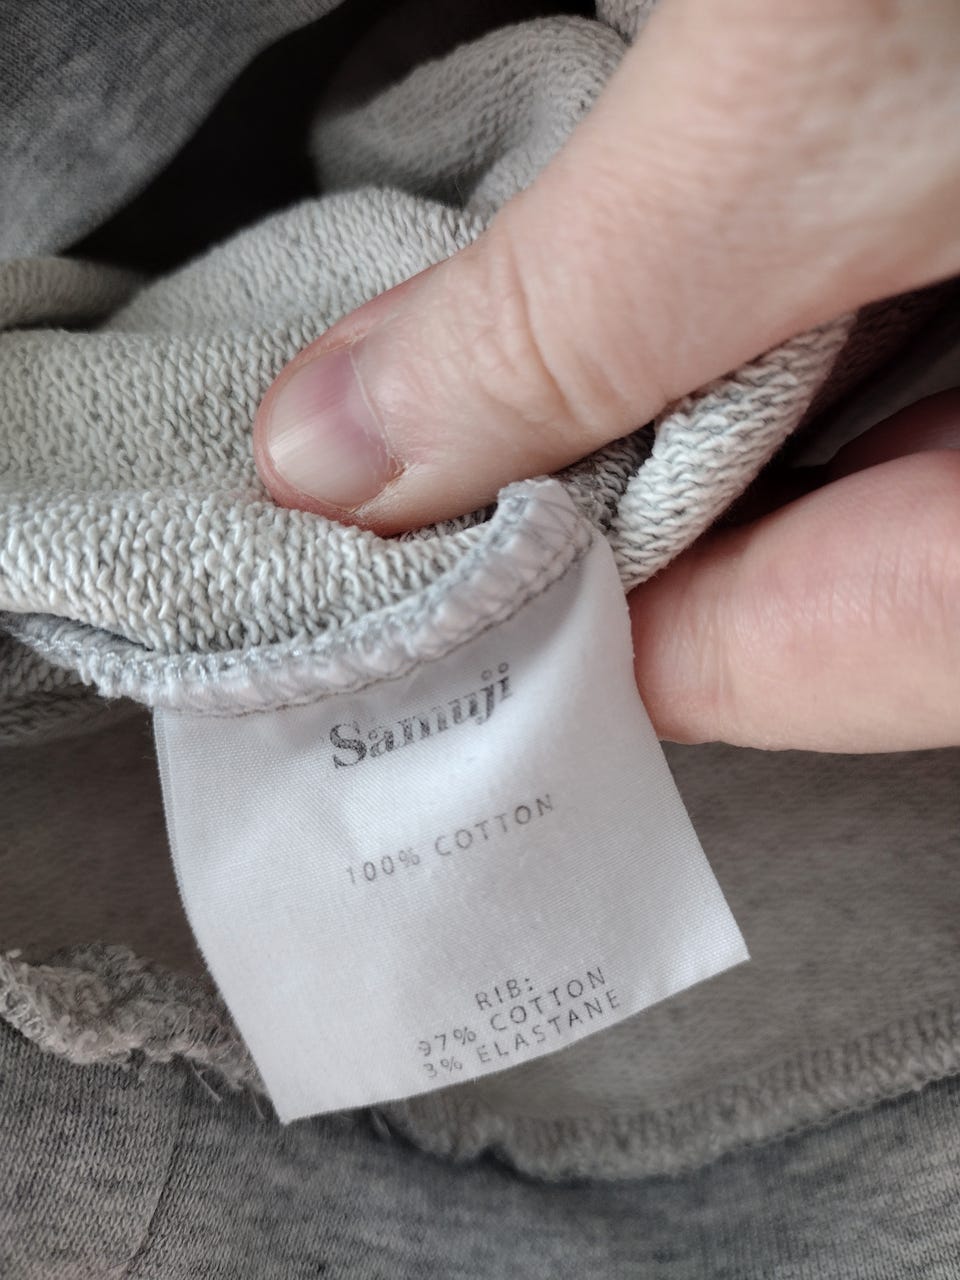 Samuji
100% COTTON
RIB:
97% COTTON
3% ELASTANE